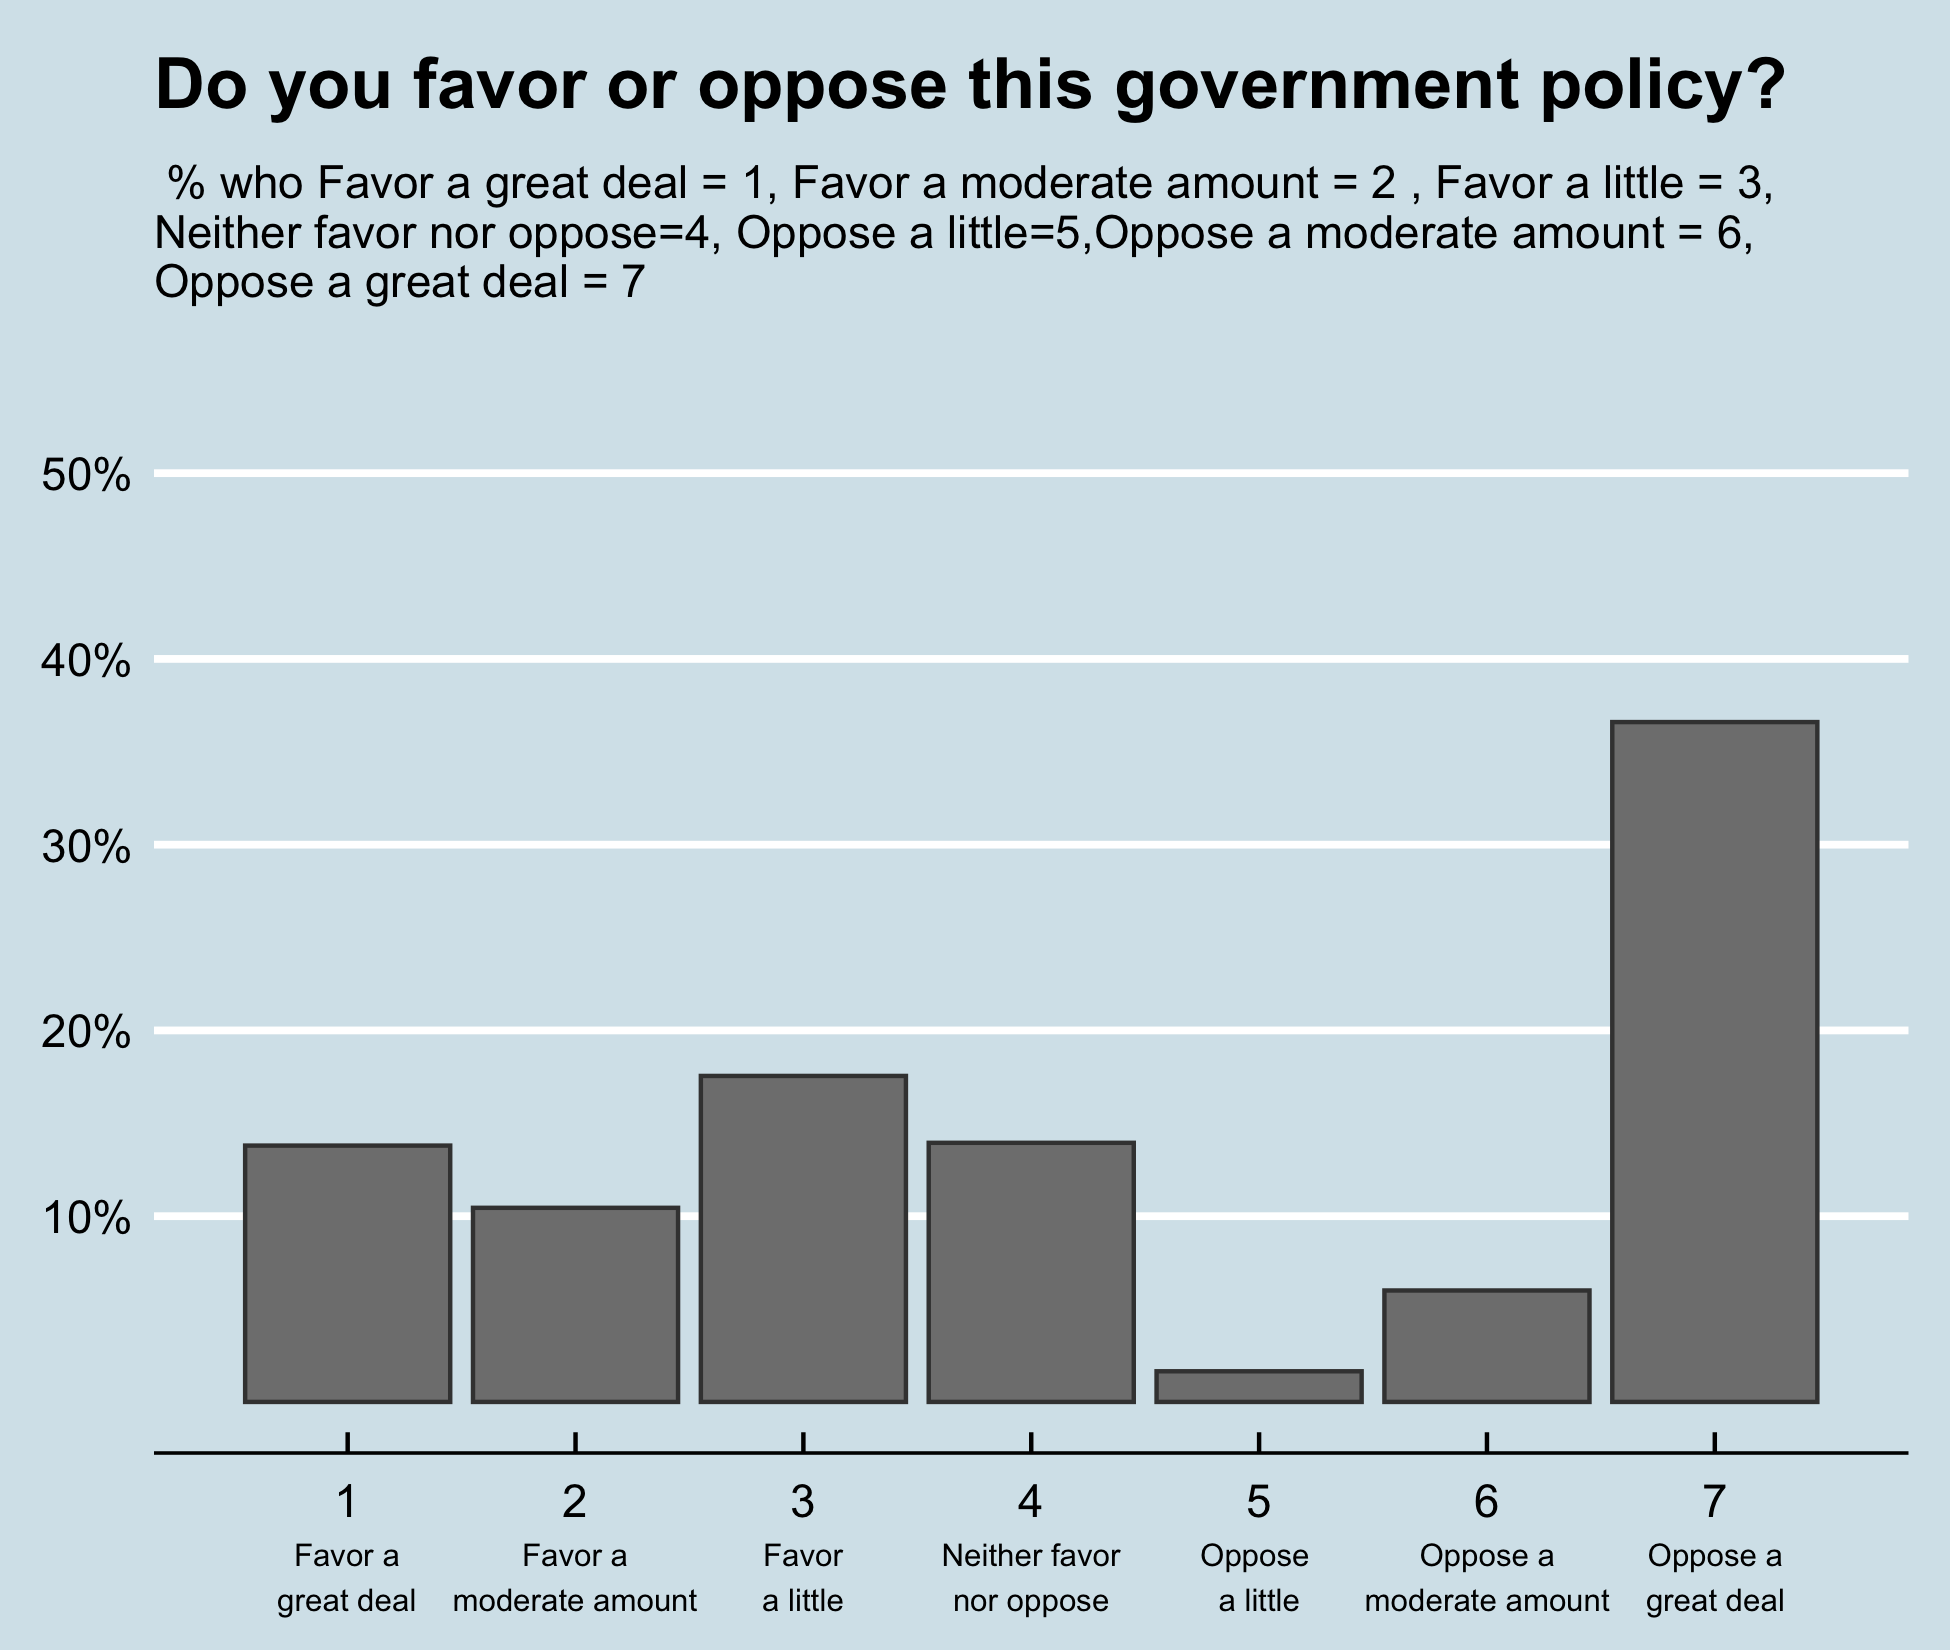 Do you favor or oppose this government policy?
% who Favor a great deal = 1, Favor a moderate amount = 2 , Favor a little = 3,
Neither favor nor oppose=4, Oppose a little=5,Oppose a moderate amount = 6,
Oppose a great deal = 7
50%
40%
30%
20%
10%
1 2 3 4 5 6 7
Favor a Favor a Favor Neither favor Oppose Oppose a Oppose a
great deal moderate amount a little nor oppose a little moderate amount great deal